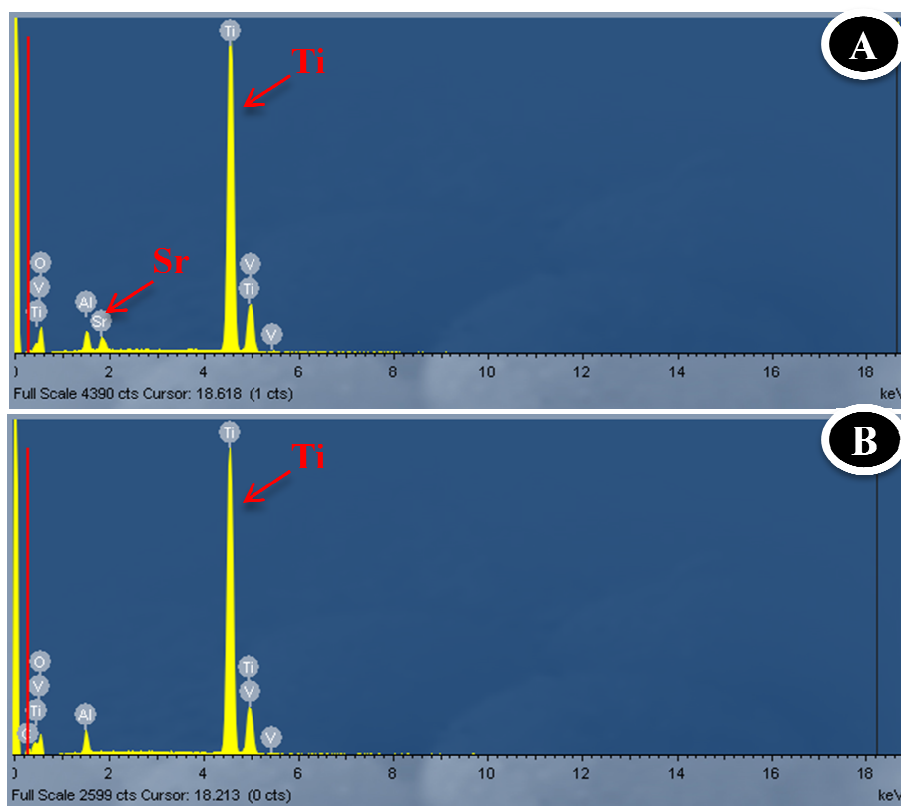 A
Ti
Ti
Sr
O
V
V
Ti
Al
Ti
Sr
V
0 2 4 6 8 10 12 14 16 18
Full Scale 4390 cts Cursor: 18.618 (1 cts)
keV
B
Ti
Ti
O
Ti
V
V
Ti
Al
V
0 2 4 6 8 10 12 14 16 18
Full Scale 2599 cts Cursor: 18.213 (0 cts)
keV